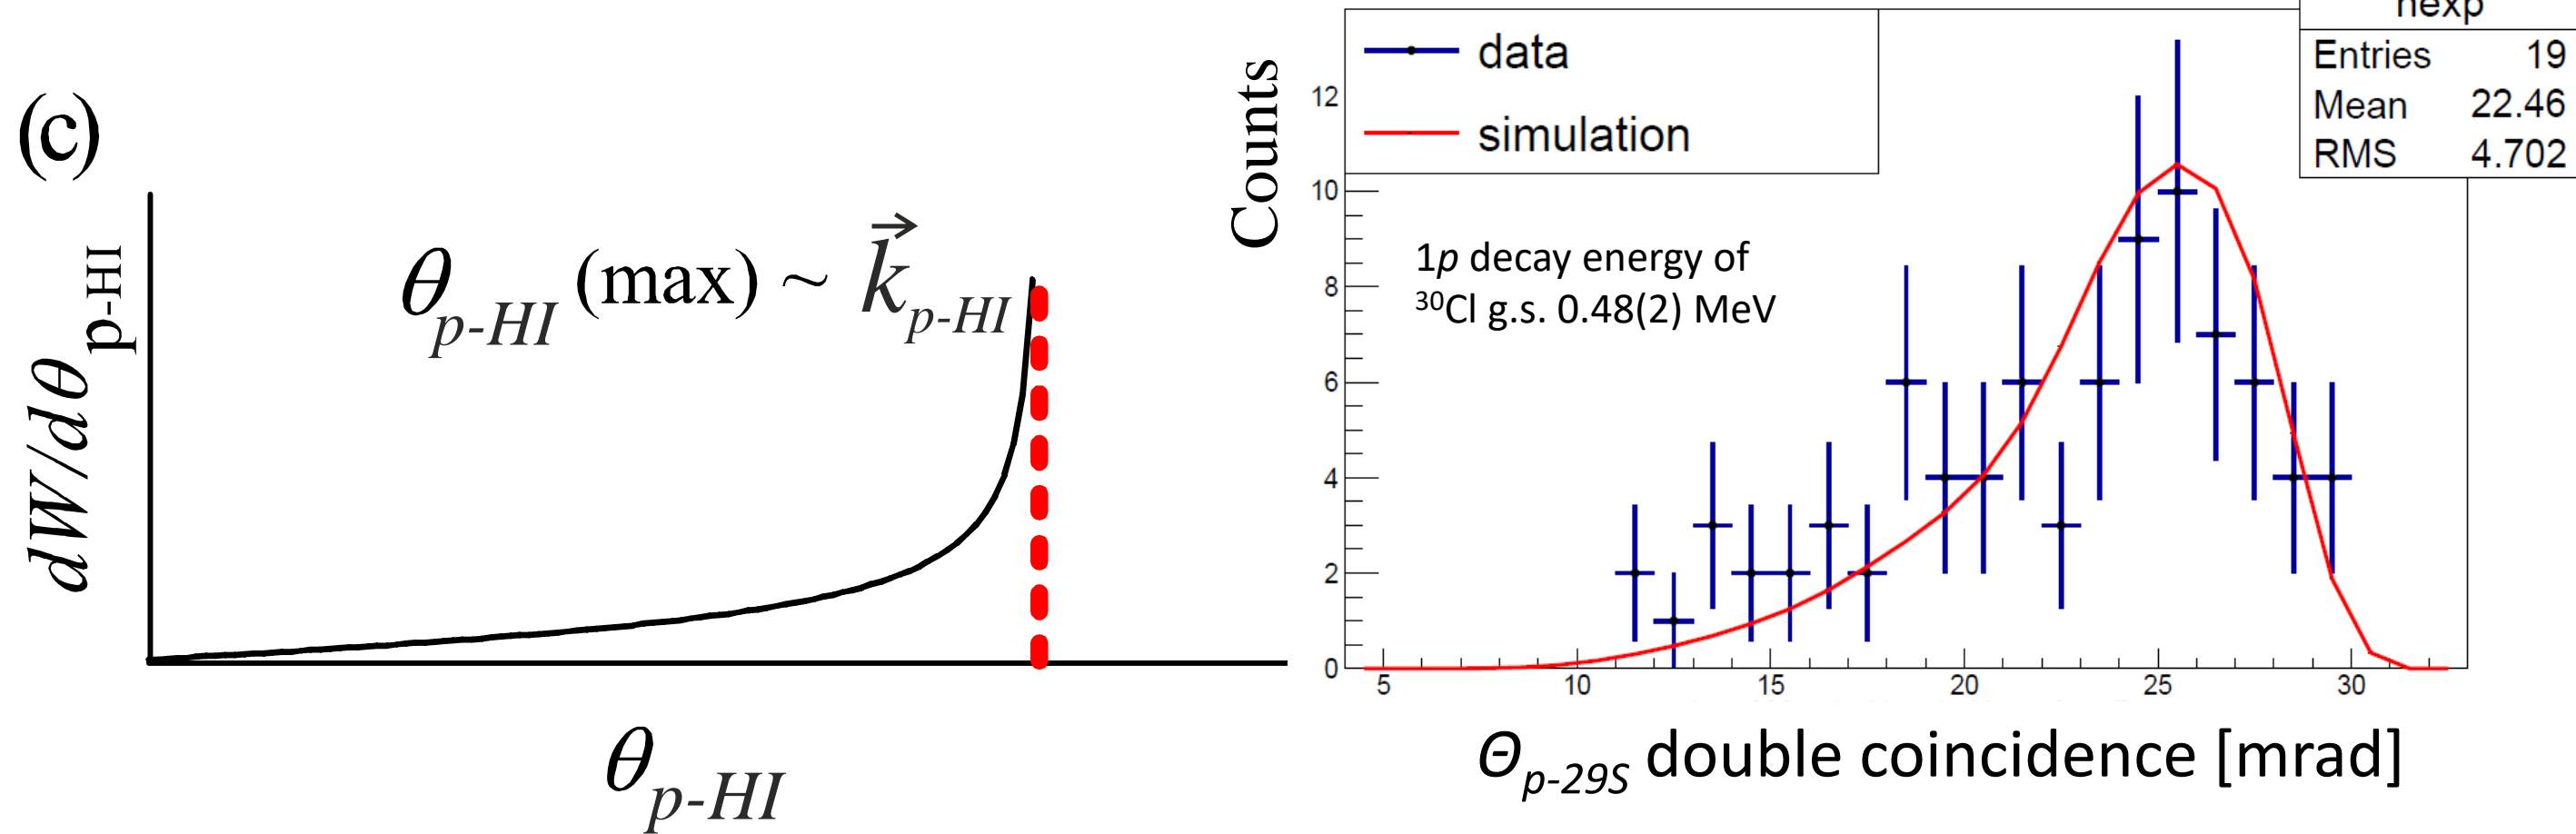 (c)
dW/dθ p-HI
θp-HI (max) ~ k⃗p-HI
θp-HI
Counts
data
simulation
nexp
Entries 19
Mean 22.46
RMS 4.702
1p decay energy of
³⁰Cl g.s. 0.48(2) MeV
12
10
8
6
4
2
0
5 10 15 20 25 30
Θp-29S double coincidence [mrad]